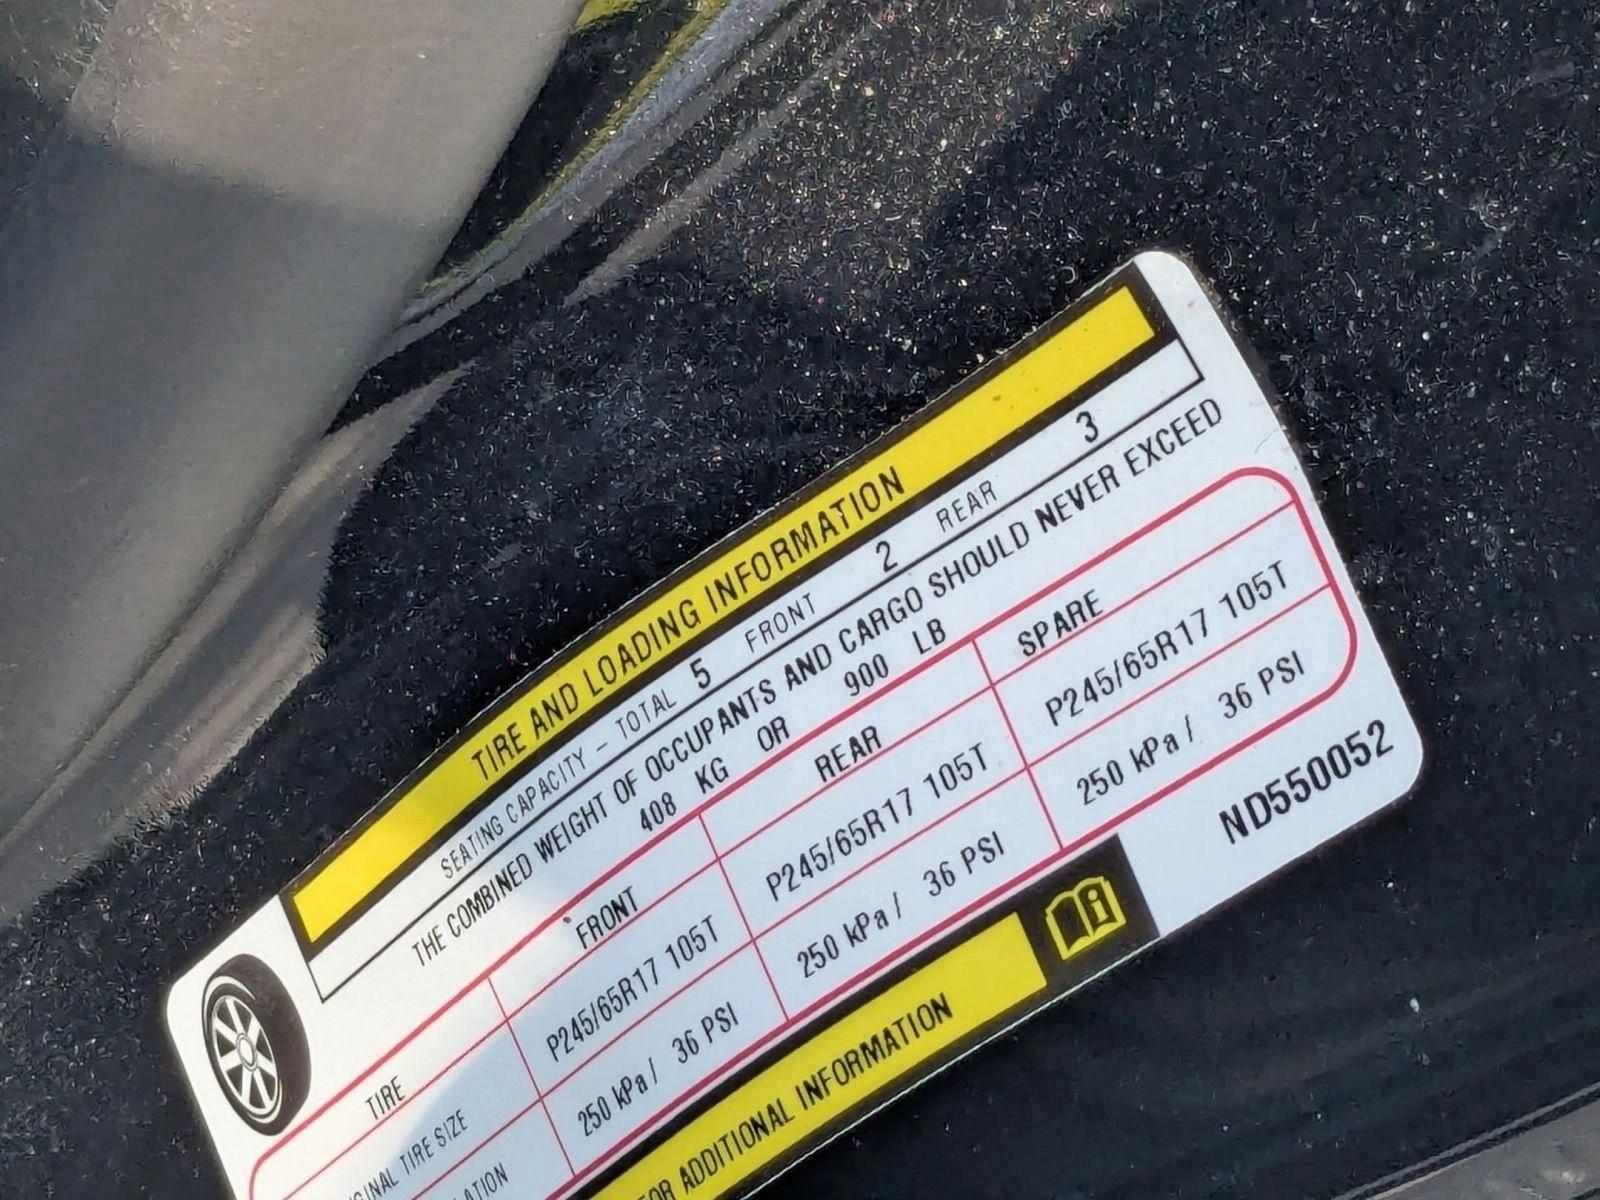 TIRE AND LOADING INFORMATION
SEATING CAPACITY - TOTAL 5 FRONT 2 REAR 3
THE COMBINED WEIGHT OF OCCUPANTS AND CARGO SHOULD NEVER EXCEED
408 KG OR 900 LB
TIRE FRONT REAR SPARE
TIRE SIZE P245/65R17 105T P245/65R17 105T P245/65R17 105T
250 kPa / 36 PSI 250 kPa / 36 PSI 250 kPa / 36 PSI
ADDITIONAL INFORMATION
ND550052